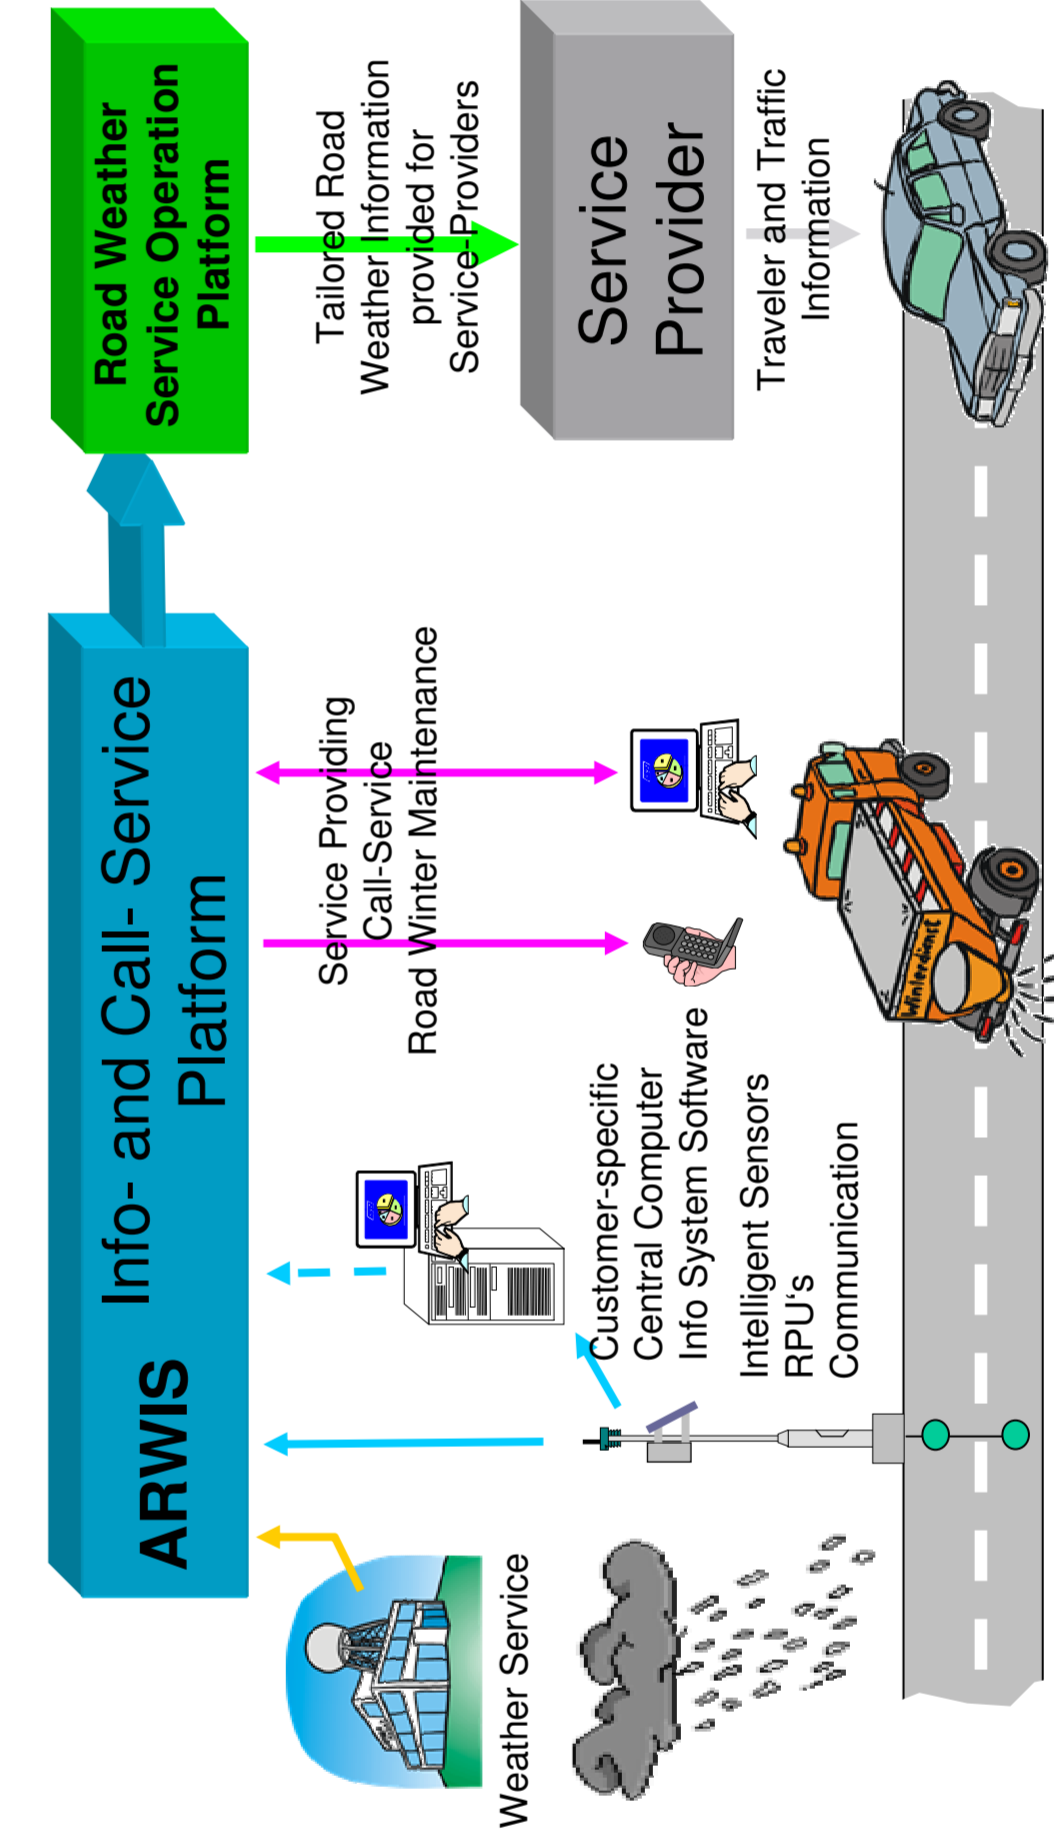 ARWIS Info- and Call- Service
Platform
Road Weather
Service Operation
Platform
Weather Service
Customer-specific
Central Computer
Info System Software
Intelligent Sensors
RPU‘s
Communication
Service Providing
Call-Service
Road Winter Maintenance
Winterdienst
Tailored Road
Weather Information
provided for
Service-Providers
Service
Provider
Traveler and Traffic
Information